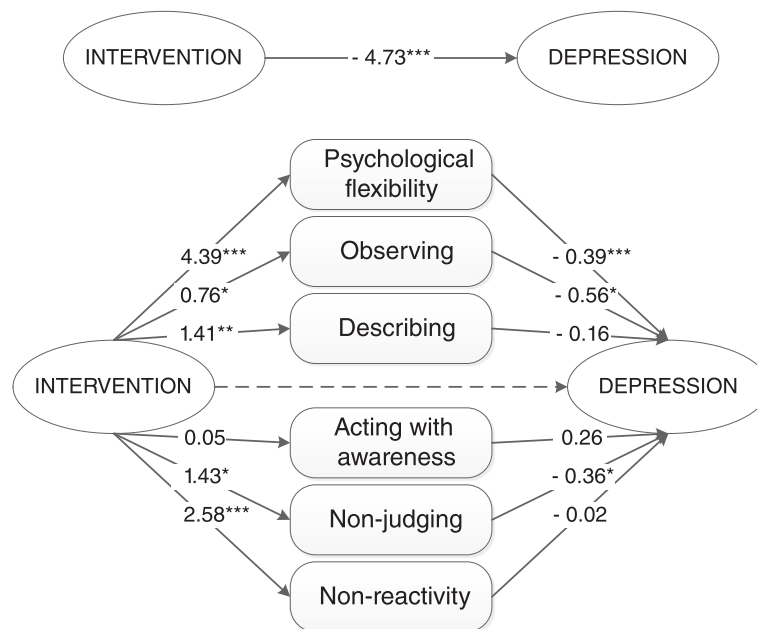 INTERVENTION
- 4.73***
DEPRESSION
Psychological
flexibility
4.39***
- 0.39***
Observing
0.76*
- 0.56*
Describing
1.41**
- 0.16
INTERVENTION
DEPRESSION
Acting with
awareness
0.05
0.26
1.43*
- 0.36*
Non-judging
2.58***
- 0.02
Non-reactivity